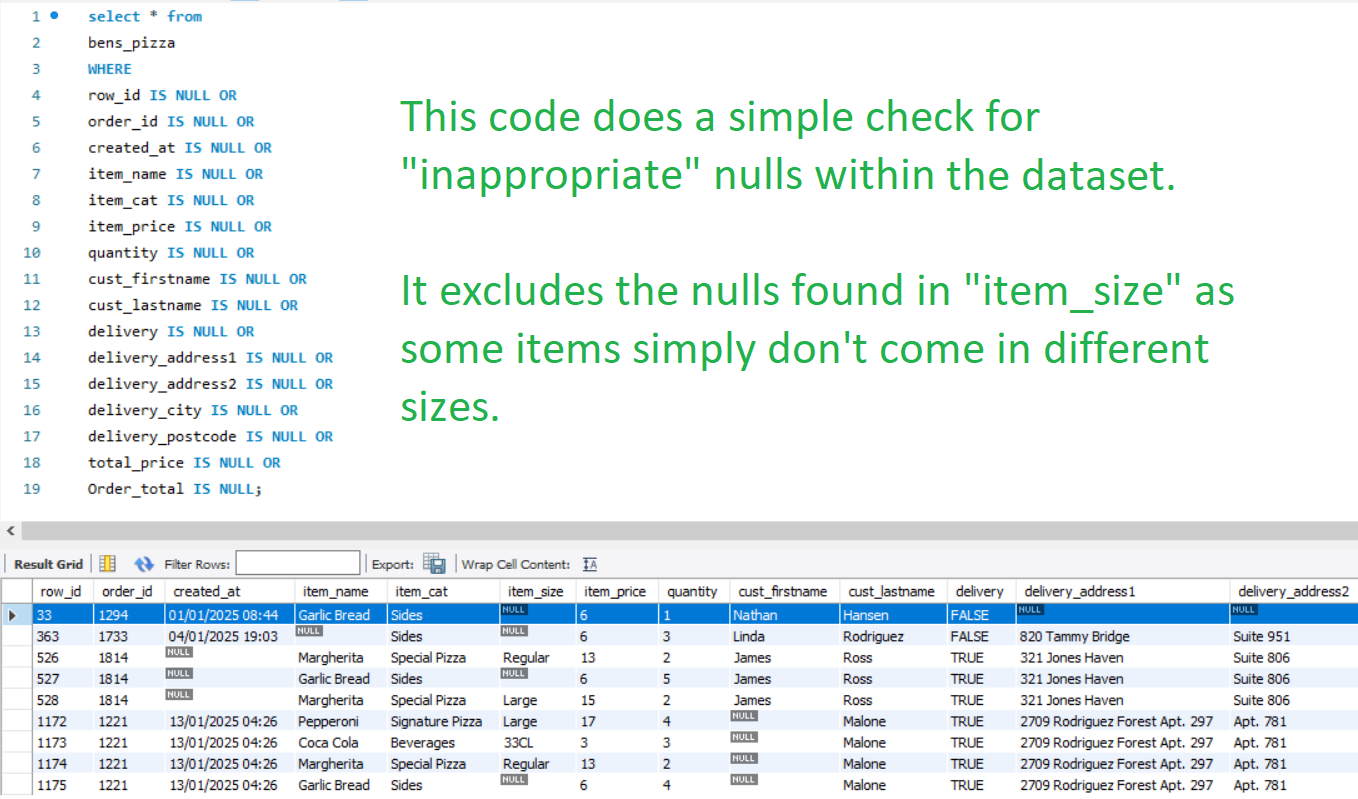 1 select * from
2 bens_pizza
3 WHERE
4 row_id IS NULL OR
5 order_id IS NULL OR
6 created_at IS NULL OR
7 item_name IS NULL OR
8 item_cat IS NULL OR
9 item_price IS NULL OR
10 quantity IS NULL OR
11 cust_firstname IS NULL OR
12 cust_lastname IS NULL OR
13 delivery IS NULL OR
14 delivery_address1 IS NULL OR
15 delivery_address2 IS NULL OR
16 delivery_city IS NULL OR
17 delivery_postcode IS NULL OR
18 total_price IS NULL OR
19 Order_total IS NULL;
This code does a simple check for
"inappropriate" nulls within the dataset.
It excludes the nulls found in "item_size" as
some items simply don't come in different
sizes.
Result Grid Filter Rows: Export: Wrap Cell Content: IA
row_id order_id created_at item_name item_cat item_size item_price quantity cust_firstname cust_lastname delivery delivery_address1 delivery_address2
33 1294 01/01/2025 08:44 Garlic Bread Sides NULL 6 1 Nathan Hansen FALSE NULL NULL
363 1733 04/01/2025 19:03 NULL Sides NULL 6 3 Linda Rodriguez FALSE 820 Tammy Bridge Suite 951
526 1814 NULL Margherita Special Pizza Regular 13 2 James Ross TRUE 321 Jones Haven Suite 806
527 1814 NULL Garlic Bread Sides NULL 6 5 James Ross TRUE 321 Jones Haven Suite 806
528 1814 NULL Margherita Special Pizza Large 15 2 James Ross TRUE 321 Jones Haven Suite 806
1172 1221 13/01/2025 04:26 Pepperoni Signature Pizza Large 17 4 NULL Malone TRUE 2709 Rodriguez Forest Apt. 297 Apt. 781
1173 1221 13/01/2025 04:26 Coca Cola Beverages 33CL 3 3 NULL Malone TRUE 2709 Rodriguez Forest Apt. 297 Apt. 781
1174 1221 13/01/2025 04:26 Margherita Special Pizza Regular 13 2 NULL Malone TRUE 2709 Rodriguez Forest Apt. 297 Apt. 781
1175 1221 13/01/2025 04:26 Garlic Bread Sides NULL 6 4 NULL Malone TRUE 2709 Rodriguez Forest Apt. 297 Apt. 781